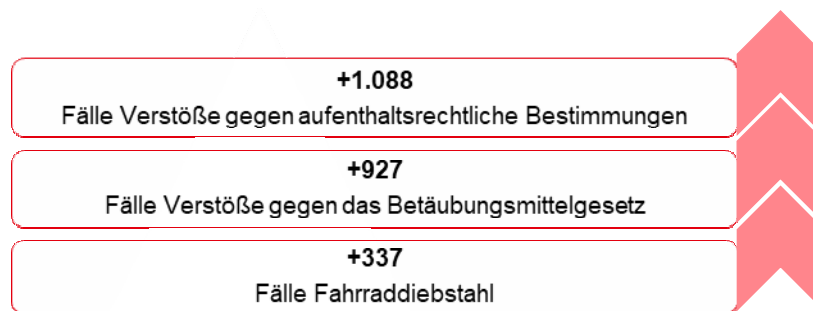 +1.088
Fälle Verstöße gegen aufenthaltsrechtliche Bestimmungen
+927
Fälle Verstöße gegen das Betäubungsmittelgesetz
+337
Fälle Fahrraddiebstahl